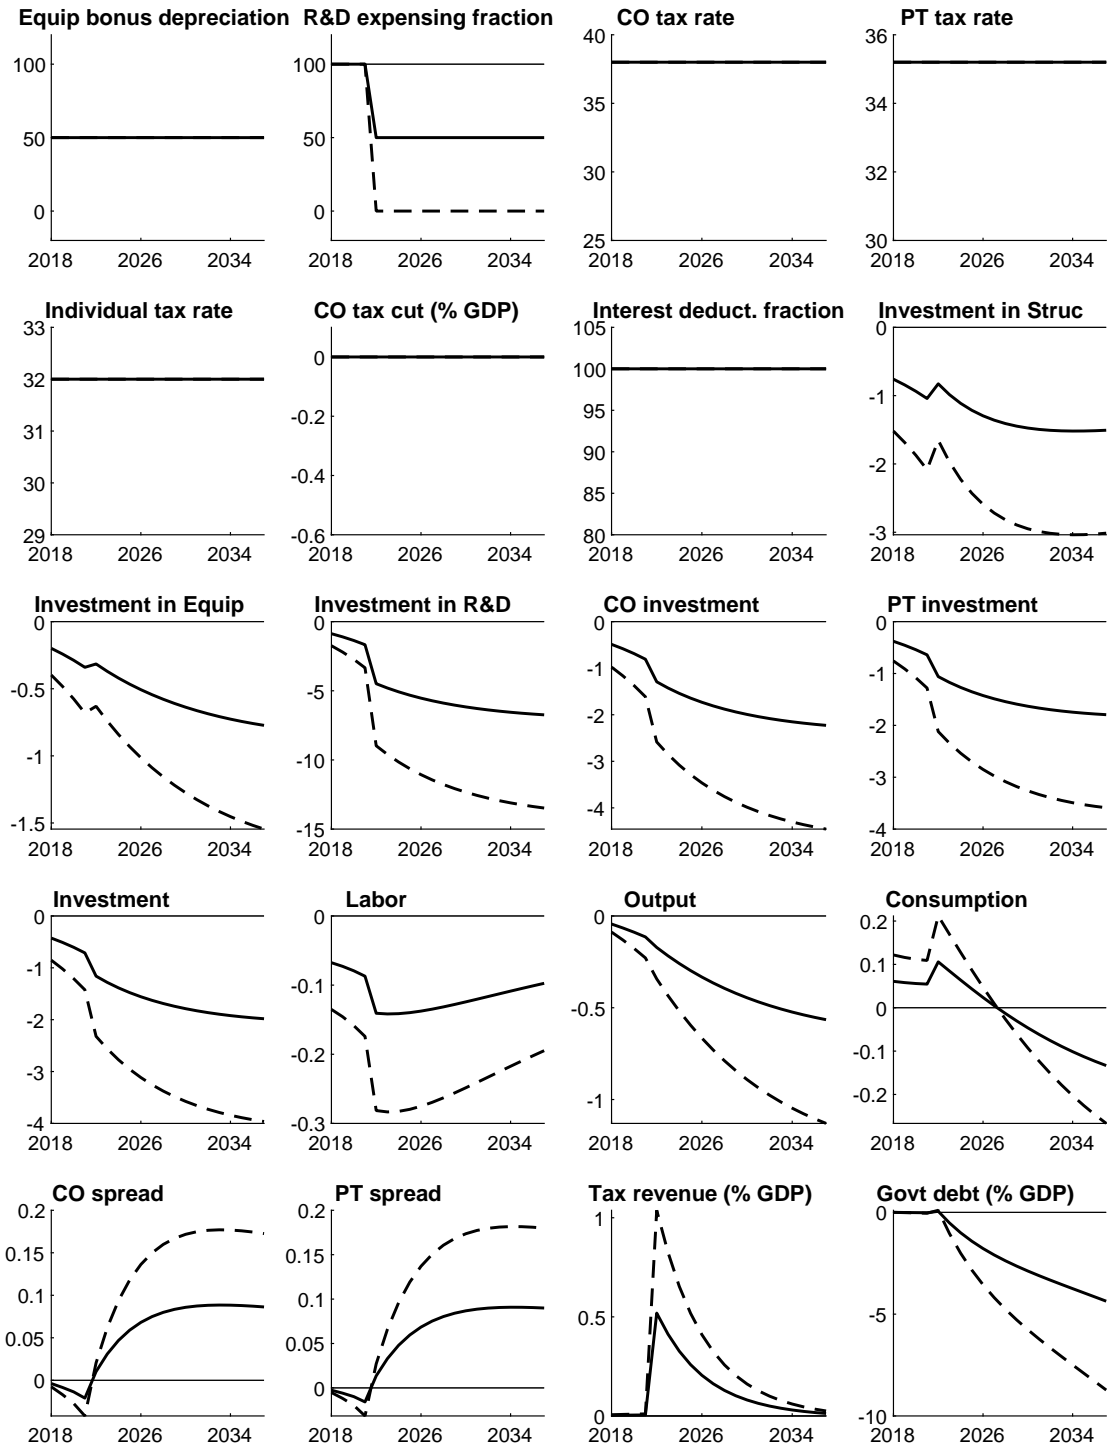 Equip bonus depreciation R&D expensing fraction CO tax rate PT tax rate
100 100 40 36
50 50 35 34
0 0 30 32
25 30
2018 2026 2034 2018 2026 2034 2018 2026 2034 2018 2026 2034
Individual tax rate CO tax cut (% GDP) Interest deduct. fraction Investment in Struc
33 0 105 0
32 -0.2 100 -1
31 -0.4 95 -2
30 -0.6 90 -3
29 85
80
2018 2026 2034 2018 2026 2034 2018 2026 2034 2018 2026 2034
Investment in Equip Investment in R&D CO investment PT investment
0 0 0 0
-0.5 -5 -1 -1
-1 -10 -2 -2
-1.5 -15 -3 -3
-4 -4
2018 2026 2034 2018 2026 2034 2018 2026 2034 2018 2026 2034
Investment Labor Output Consumption
0 0 0 0.2
-1 -0.1 -0.5 0.1
-2 -0.2 -1 0
-3 -0.3 -0.1
-4 -0.2
2018 2026 2034 2018 2026 2034 2018 2026 2034 2018 2026 2034
CO spread PT spread Tax revenue (% GDP) Govt debt (% GDP)
0.2 0.2 1 0
0.15 0.15 0.5 -5
0.1 0.1 0 -10
0.05 0.05
0 0
2018 2026 2034 2018 2026 2034 2018 2026 2034 2018 2026 2034